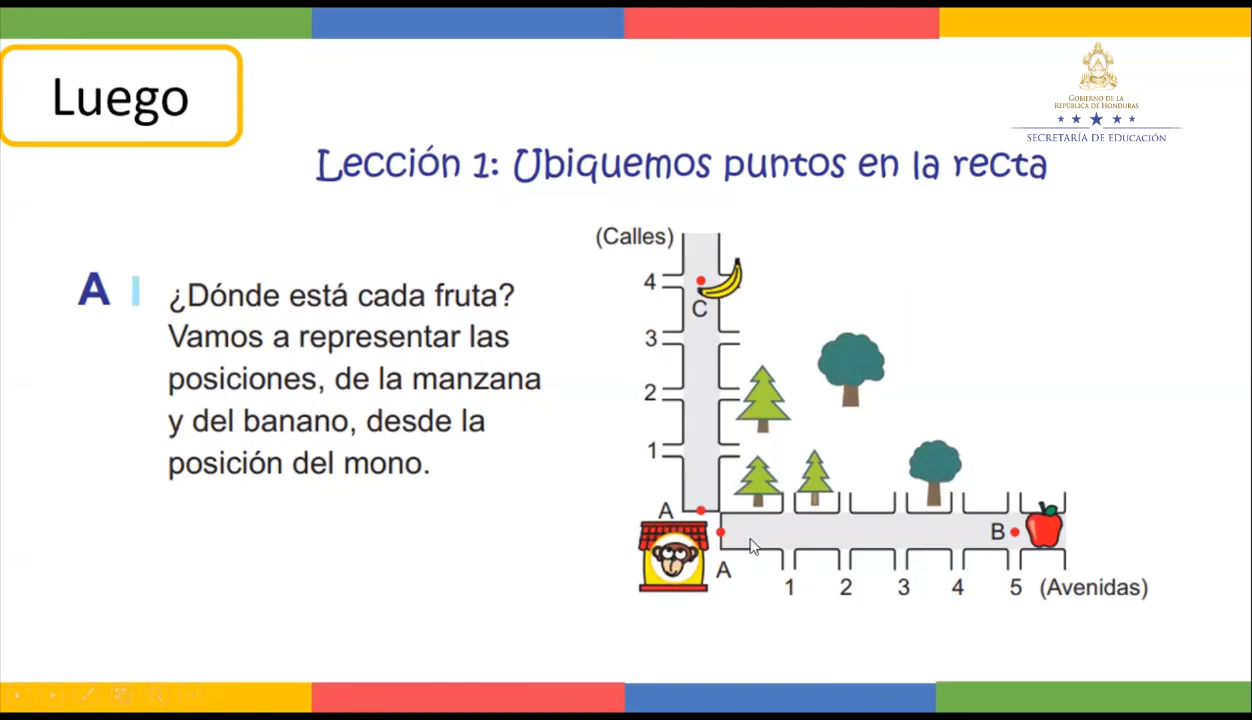 Luego
GOBIERNO DE LA
REPÚBLICA DE HONDURAS
SECRETARÍA DE EDUCACIÓN
Lección 1: Ubiquemos puntos en la recta
A 1
¿Dónde está cada fruta?
Vamos a representar las
posiciones, de la manzana
y del banano, desde la
posición del mono.
(Calles)
4
C
3
2
1
A
B
A
1 2 3 4 5 (Avenidas)